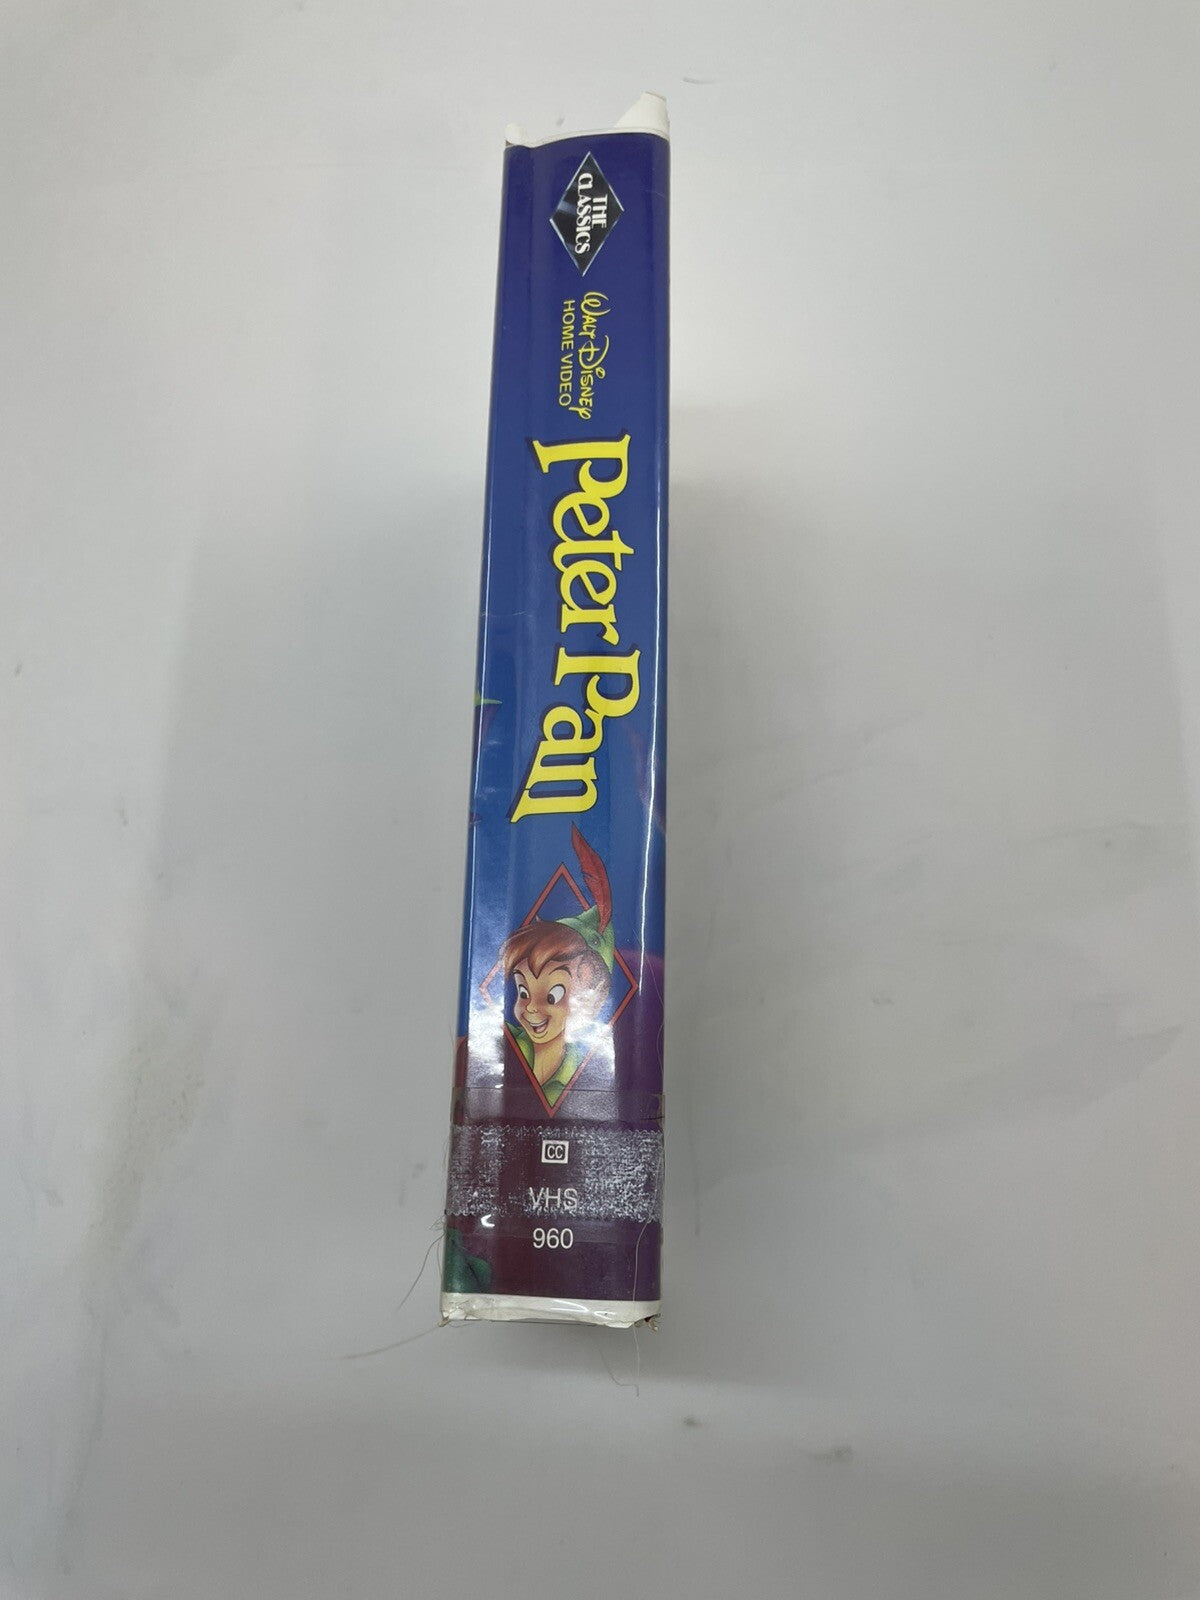 THE
CLASSICS
WALT DISNEY
HOME VIDEO
Peter Pan
CC
VHS
960